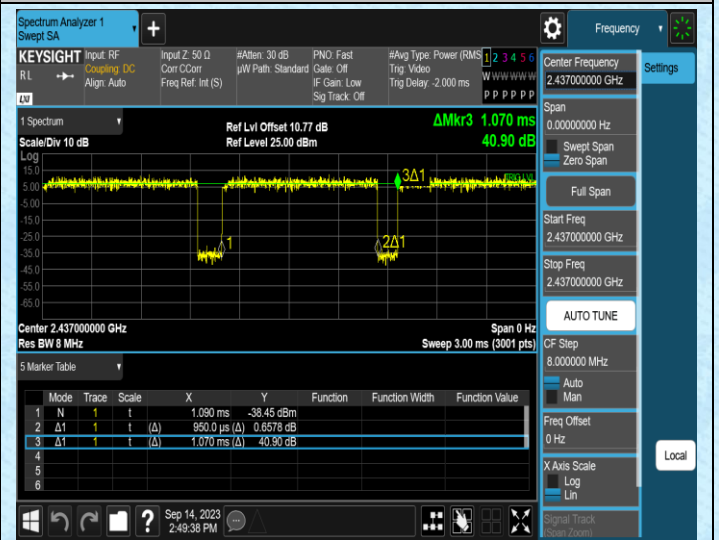 Spectrum Analyzer 1
Swept SA
+
Frequency
KEYSIGHT
RL
LXI
Input: RF
Coupling: DC
Align: Auto
Input Z: 50 Ω
Corr CCorr
Freq Ref: Int (S)
#Atten: 30 dB
µW Path: Standard
PNO: Fast
Gate: Off
IF Gain: Low
Sig Track: Off
#Avg Type: Power (RMS
Trig: Video
Trig Delay: -2.000 ms
1 2 3 4 5 6
W W W W W W
P P P P P P
1 Spectrum
Scale/Div 10 dB
Ref Lvl Offset 10.77 dB
Ref Level 25.00 dBm
ΔMkr3 1.070 ms
40.90 dB
Log
15.0
5.00
-5.00
-15.0
-25.0
-35.0
-45.0
-55.0
-65.0
3Δ1
TRIG LVL
1
2Δ1
Center 2.437000000 GHz
Res BW 8 MHz
Span 0 Hz
Sweep 3.00 ms (3001 pts)
5 Marker Table
Mode Trace Scale X Y Function Function Width Function Value
1 N 1 t 1.090 ms -38.45 dBm
2 Δ1 1 t (Δ) 950.0 µs (Δ) 0.6578 dB
3 Δ1 1 t (Δ) 1.070 ms (Δ) 40.90 dB
4
5
6
Sep 14, 2023
2:49:38 PM
Center Frequency
2.437000000 GHz
Span
0.00000000 Hz
Swept Span
Zero Span
Full Span
Start Freq
2.437000000 GHz
Stop Freq
2.437000000 GHz
AUTO TUNE
CF Step
8.000000 MHz
Auto
Man
Freq Offset
0 Hz
X Axis Scale
Log
Lin
Signal Track
(Span Zoom)
Settings
Local